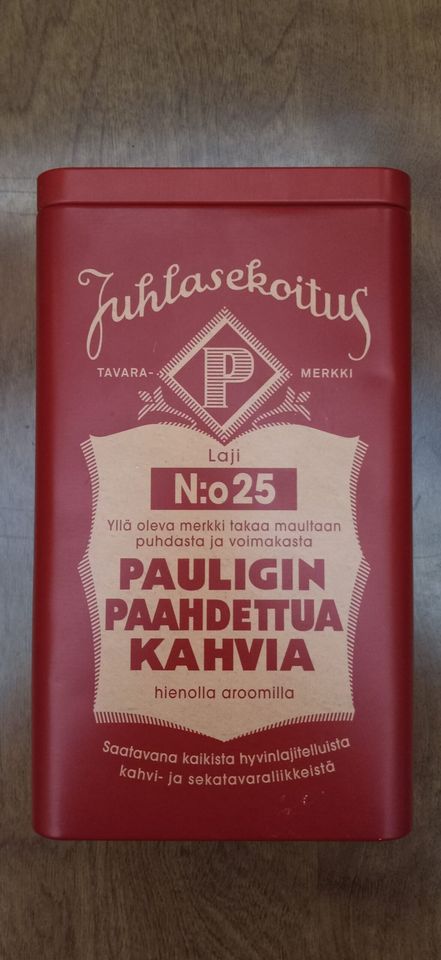 Juhlasekoitus
TAVARA- P MERKKI
Laji
N:o 25
Yllä oleva merkki takaa maultaan
puhdasta ja voimakasta
PAULIGIN
PAAHDETTUA
KAHVIA
hienolla aroomilla
Saatavana kaikista hyvinlajitelluista
kahvi- ja sekatavaraliikkeistä